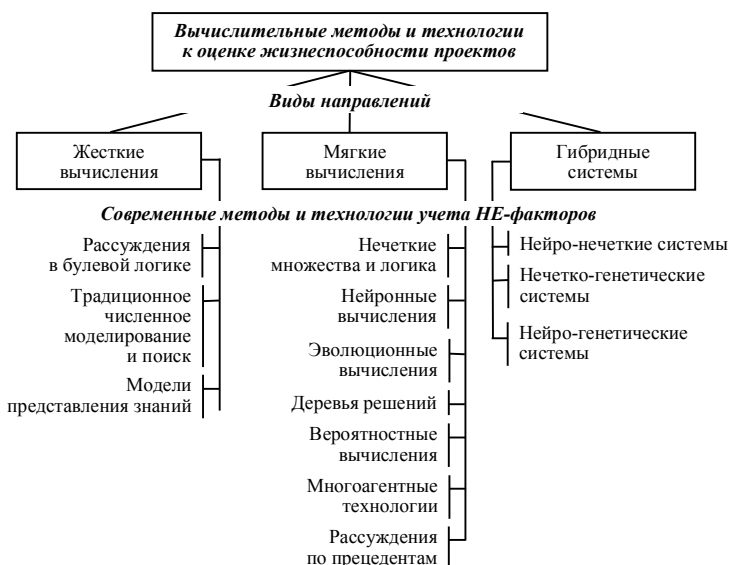 Вычислительные методы и технологии
к оценке жизнеспособности проектов
Виды направлений
Жесткие
вычисления
Мягкие
вычисления
Гибридные
системы
Современные методы и технологии учета НЕ-факторов
Рассуждения
в булевой логике
Традиционное
численное
моделирование
и поиск
Модели
представления знаний
Нечеткие
множества и логика
Нейронные
вычисления
Эволюционные
вычисления
Деревья решений
Вероятностные
вычисления
Многоагентные
технологии
Рассуждения
по прецедентам
Нейро-нечеткие системы
Нечетко-генетические
системы
Нейро-генетические
системы